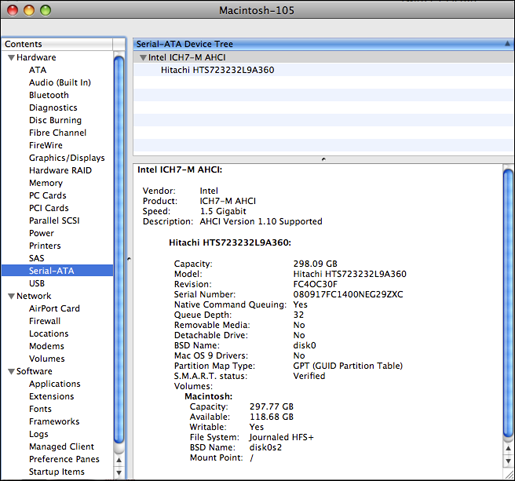 Macintosh-105
Contents
Hardware
ATA
Audio (Built In)
Bluetooth
Diagnostics
Disc Burning
Fibre Channel
FireWire
Graphics/Displays
Hardware RAID
Memory
PC Cards
PCI Cards
Parallel SCSI
Power
Printers
SAS
Serial-ATA
USB
Network
AirPort Card
Firewall
Locations
Modems
Volumes
Software
Applications
Extensions
Fonts
Frameworks
Logs
Managed Client
Preference Panes
Startup Items
Serial-ATA Device Tree
Intel ICH7-M AHCI
Hitachi HTS723232L9A360
Intel ICH7-M AHCI:
Vendor: Intel
Product: ICH7-M AHCI
Speed: 1.5 Gigabit
Description: AHCI Version 1.10 Supported
Hitachi HTS723232L9A360:
Capacity: 298.09 GB
Model: Hitachi HTS723232L9A360
Revision: FC4OC30F
Serial Number: 080917FC1400NEG29ZXC
Native Command Queuing: Yes
Queue Depth: 32
Removable Media: No
Detachable Drive: No
BSD Name: disk0
Mac OS 9 Drivers: No
Partition Map Type: GPT (GUID Partition Table)
S.M.A.R.T. status: Verified
Volumes:
Macintosh:
Capacity: 297.77 GB
Available: 118.68 GB
Writable: Yes
File System: Journaled HFS+
BSD Name: disk0s2
Mount Point: /